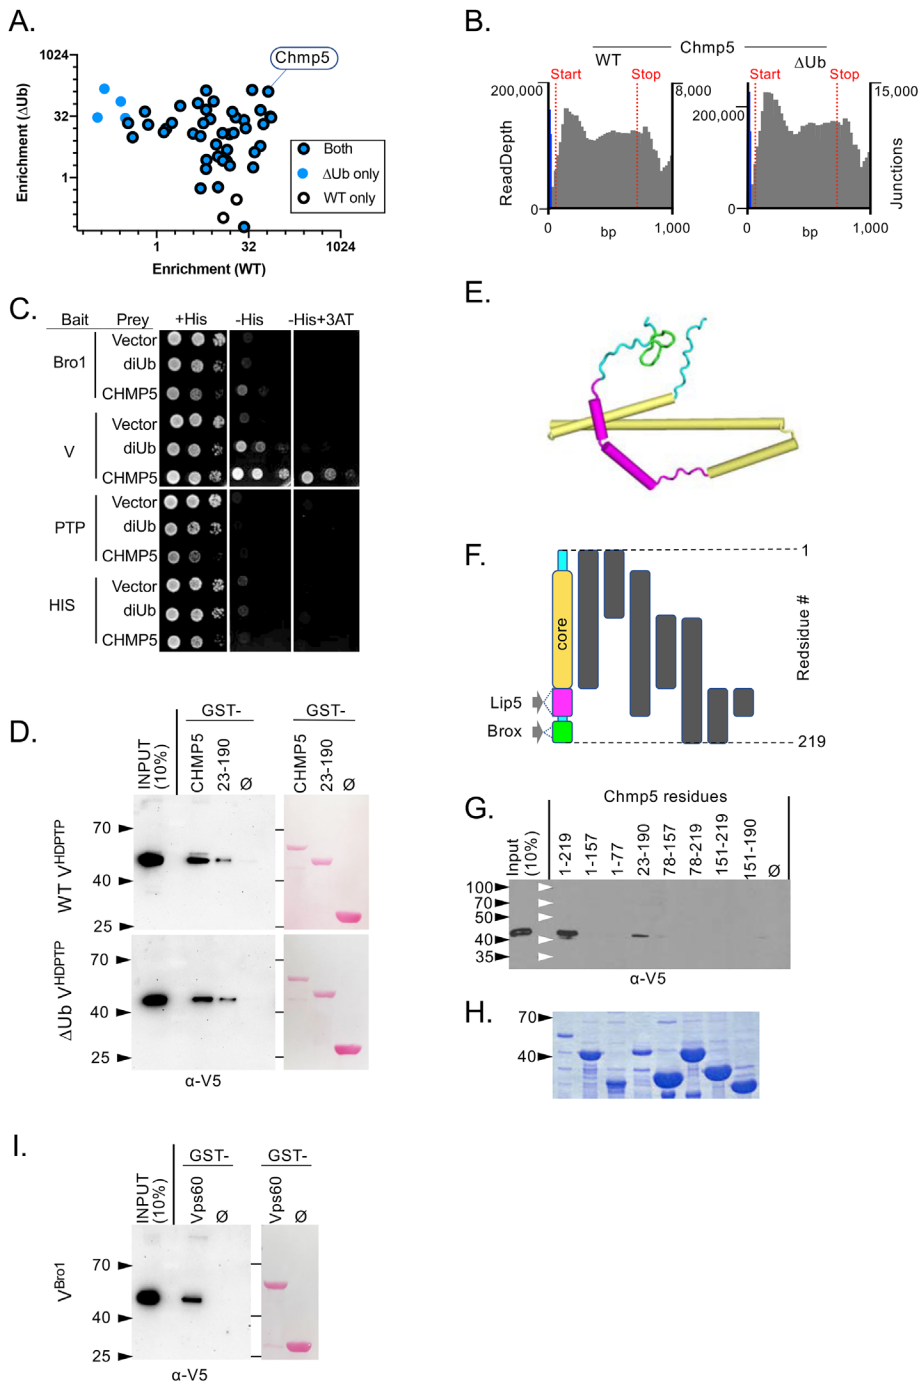 A.
1024
32
1
1
32
1024
Enrichment (ΔUb)
Enrichment (WT)
Chmp5
Both
ΔUb only
WT only
B.
Chmp5
WT
ΔUb
Start
Stop
Start
Stop
200,000
8,000
200,000
15,000
ReadDepth
Junctions
0
0
0
bp
1,000
0
bp
1,000
C.
Bait
Prey
+His
-His
-His+3AT
Bro1
Vector
diUb
CHMP5
V
Vector
diUb
CHMP5
PTP
Vector
diUb
CHMP5
HIS
Vector
diUb
CHMP5
D.
GST-
GST-
INPUT
(10%)
CHMP5
23-190
Ø
CHMP5
23-190
Ø
WT VHDPTP
70
40
25
ΔUb VHDPTP
70
40
25
α-V5
E.
F.
core
Lip5
Brox
1
219
Redsidue #
G.
Chmp5 residues
Input
(10%)
1-219
1-157
1-77
23-190
78-157
78-219
151-219
151-190
Ø
100
70
50
40
35
α-V5
H.
70
40
I.
GST-
GST-
INPUT
(10%)
Vps60
Ø
Vps60
Ø
VBro1
70
40
25
α-V5